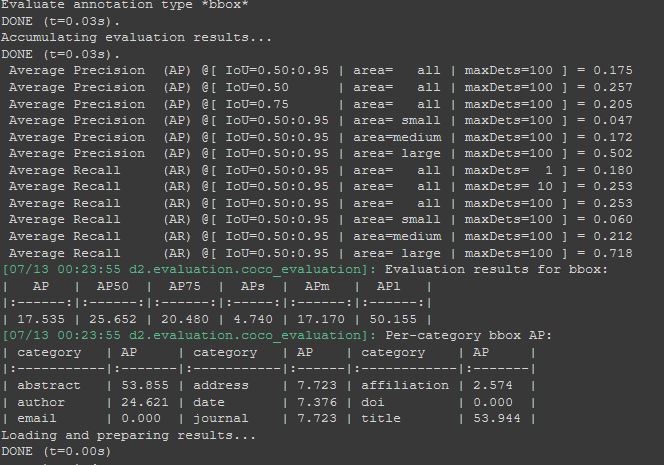 Evaluate annotation type *bbox*
DONE (t=0.03s).
Accumulating evaluation results...
DONE (t=0.03s).
 Average Precision  (AP) @[ IoU=0.50:0.95 | area=   all | maxDets=100 ] = 0.175
 Average Precision  (AP) @[ IoU=0.50      | area=   all | maxDets=100 ] = 0.257
 Average Precision  (AP) @[ IoU=0.75      | area=   all | maxDets=100 ] = 0.205
 Average Precision  (AP) @[ IoU=0.50:0.95 | area= small | maxDets=100 ] = 0.047
 Average Precision  (AP) @[ IoU=0.50:0.95 | area=medium | maxDets=100 ] = 0.172
 Average Precision  (AP) @[ IoU=0.50:0.95 | area= large | maxDets=100 ] = 0.502
 Average Recall     (AR) @[ IoU=0.50:0.95 | area=   all | maxDets=  1 ] = 0.180
 Average Recall     (AR) @[ IoU=0.50:0.95 | area=   all | maxDets= 10 ] = 0.253
 Average Recall     (AR) @[ IoU=0.50:0.95 | area=   all | maxDets=100 ] = 0.253
 Average Recall     (AR) @[ IoU=0.50:0.95 | area= small | maxDets=100 ] = 0.060
 Average Recall     (AR) @[ IoU=0.50:0.95 | area=medium | maxDets=100 ] = 0.212
 Average Recall     (AR) @[ IoU=0.50:0.95 | area= large | maxDets=100 ] = 0.718
[07/13 00:23:55 d2.evaluation.coco_evaluation]: Evaluation results for bbox:
|   AP   |  AP50  |  AP75  |  APs  |  APm   |  APl   |
|:------:|:------:|:------:|:-----:|:------:|:------:|
| 17.535 | 25.652 | 20.480 | 4.740 | 17.170 | 50.155 |
[07/13 00:23:55 d2.evaluation.coco_evaluation]: Per-category bbox AP:
| category   | AP     | category   | AP    | category    | AP     |
|:-----------|:-------|:-----------|:------|:------------|:-------|
| abstract   | 53.855 | address    | 7.723 | affiliation | 2.574  |
| author     | 24.621 | date       | 7.376 | doi         | 0.000  |
| email      | 0.000  | journal    | 7.723 | title       | 53.944 |
Loading and preparing results...
DONE (t=0.00s)